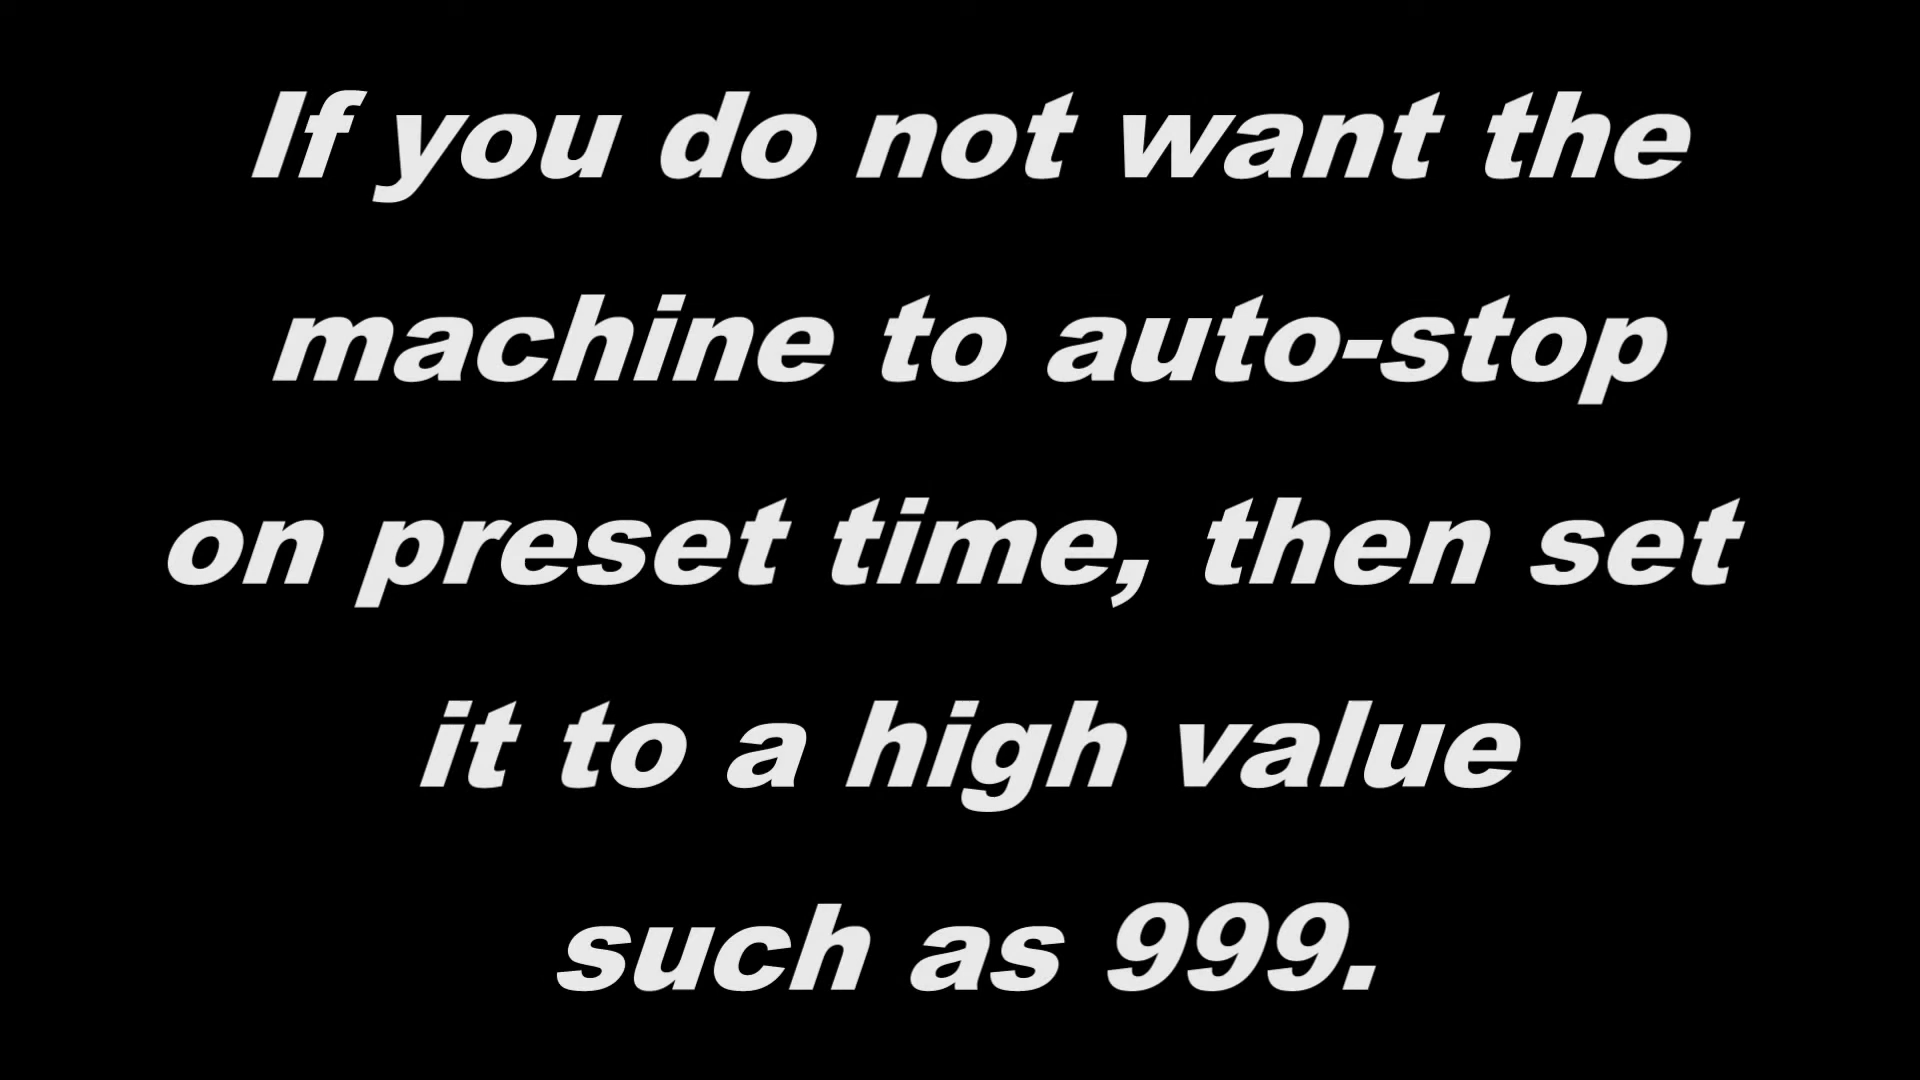 If you do not want the
machine to auto-stop
on preset time, then set
it to a high value
such as 999.